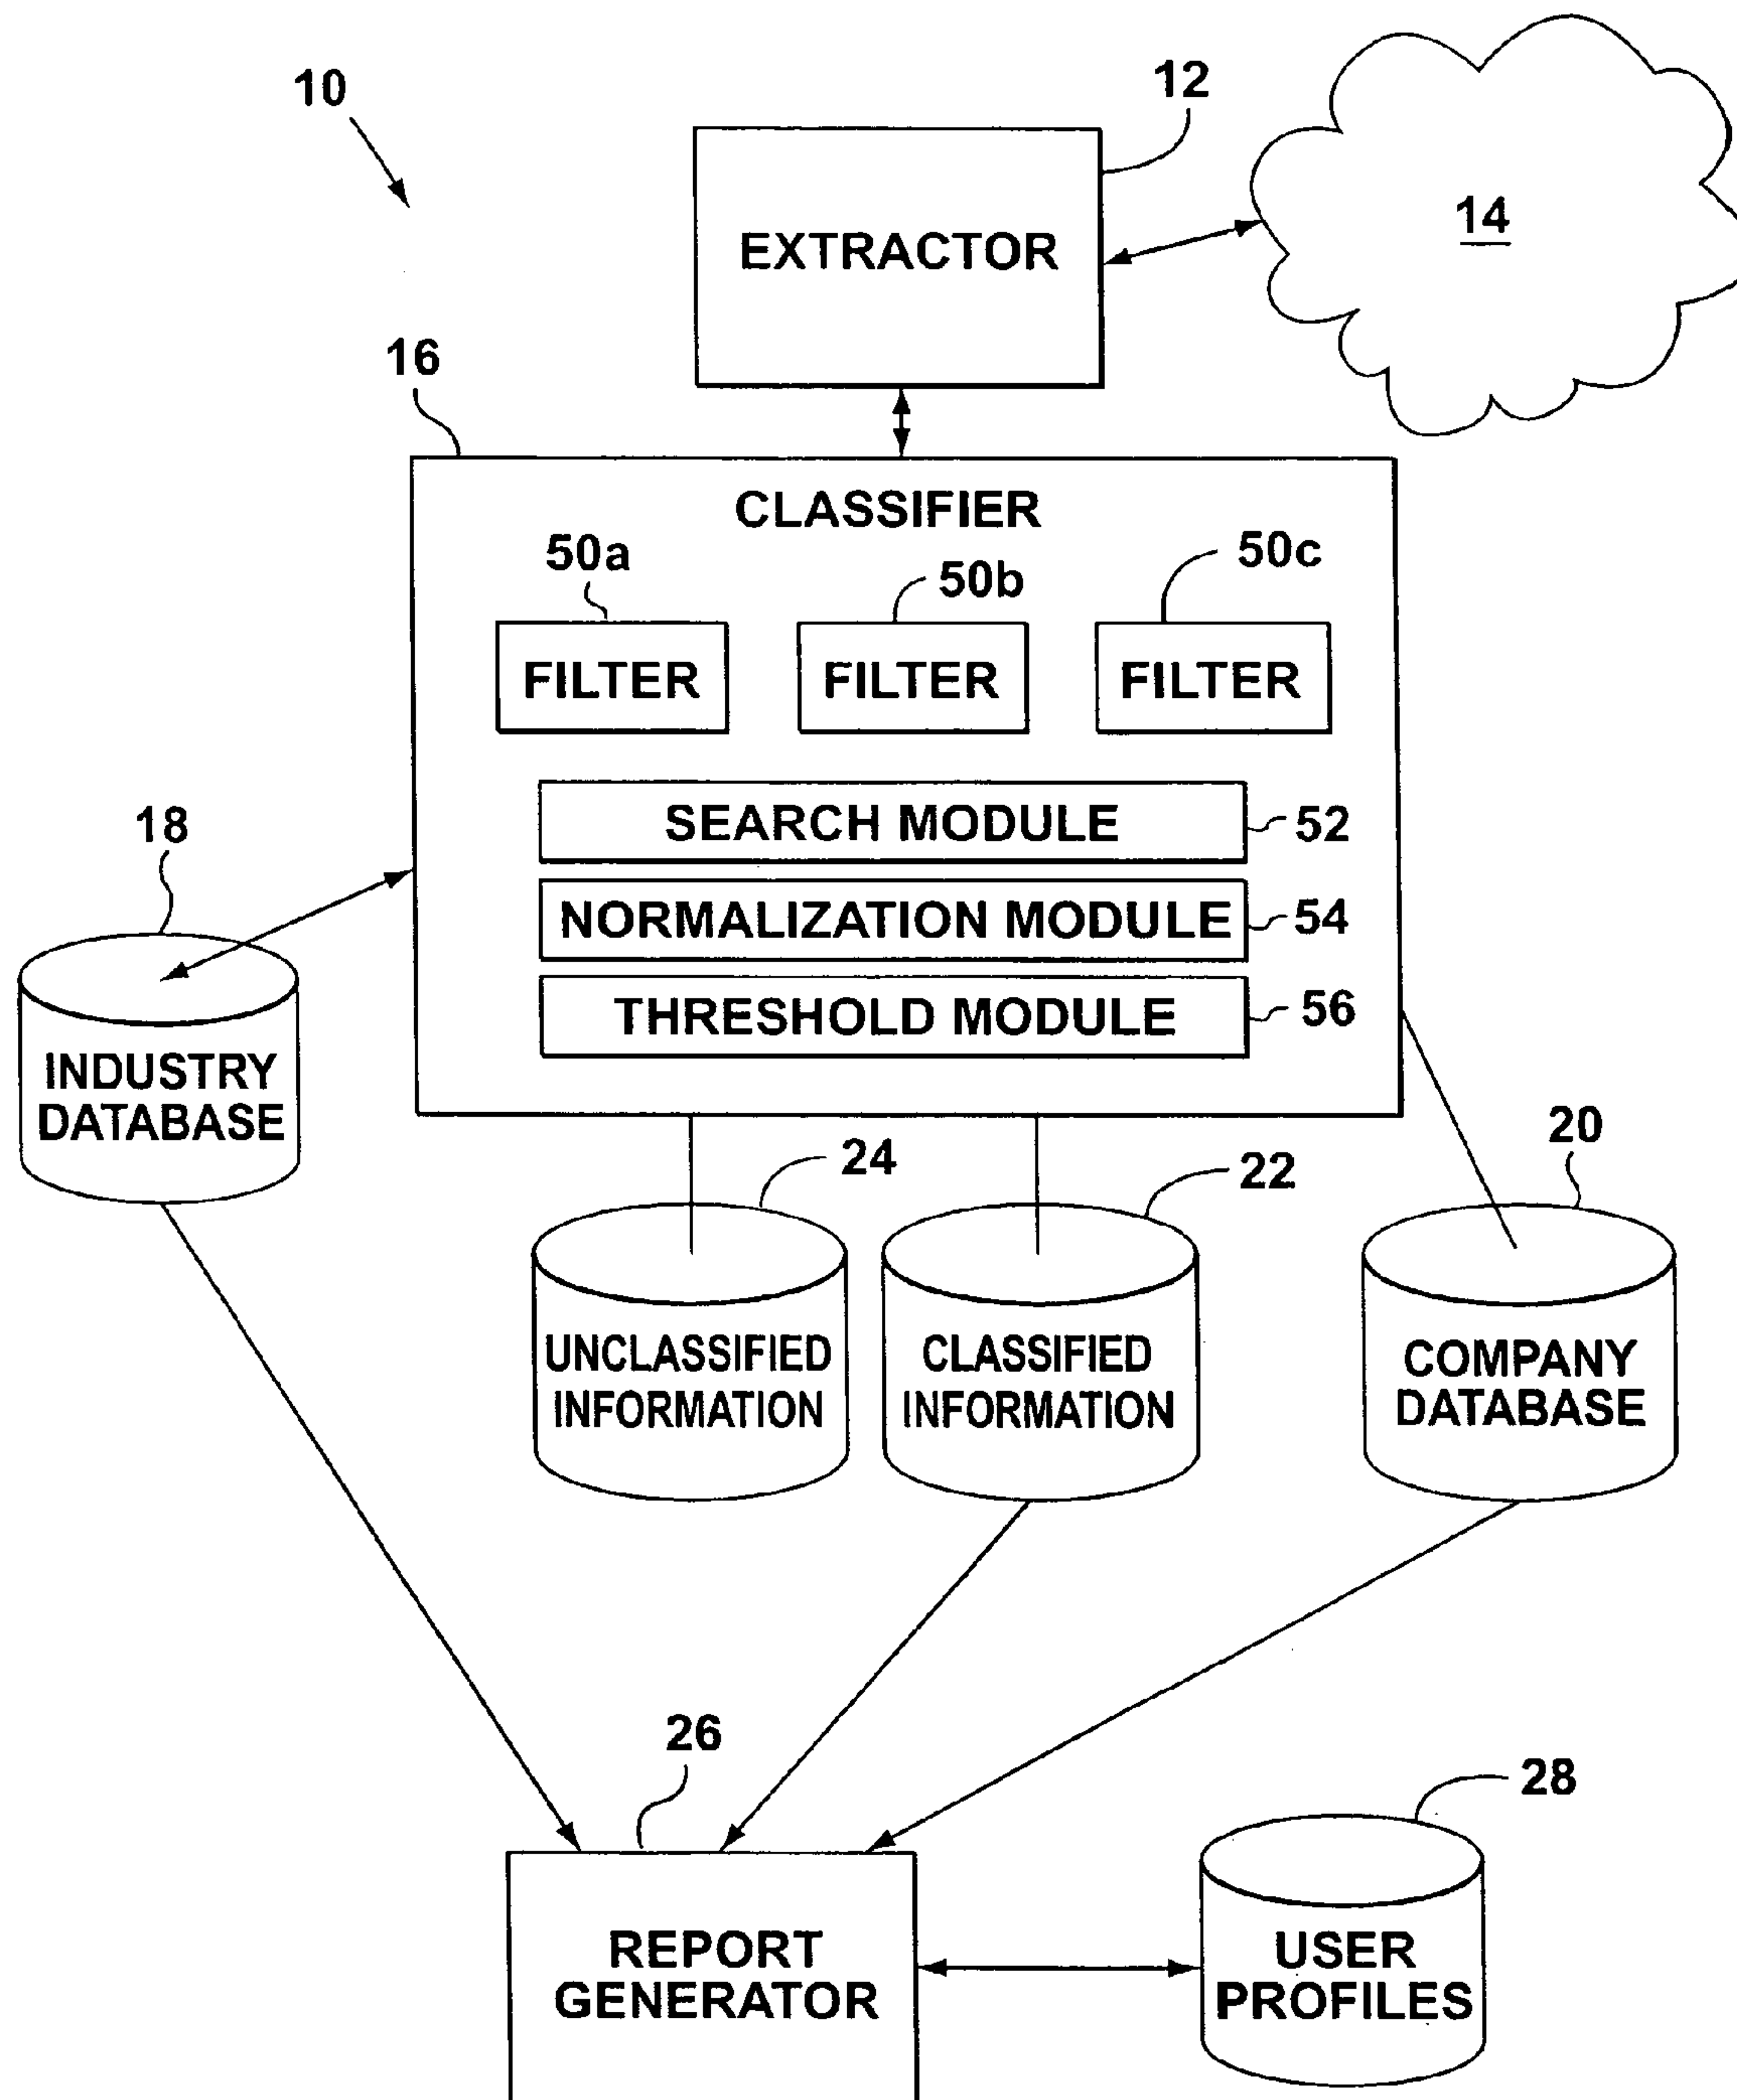 10
12
14
EXTRACTOR
16
CLASSIFIER
50a
50b
50c
FILTER
FILTER
FILTER
SEARCH MODULE
52
NORMALIZATION MODULE
54
THRESHOLD MODULE
56
18
INDUSTRY
DATABASE
24
22
20
UNCLASSIFIED
INFORMATION
CLASSIFIED
INFORMATION
COMPANY
DATABASE
26
28
REPORT
GENERATOR
USER
PROFILES